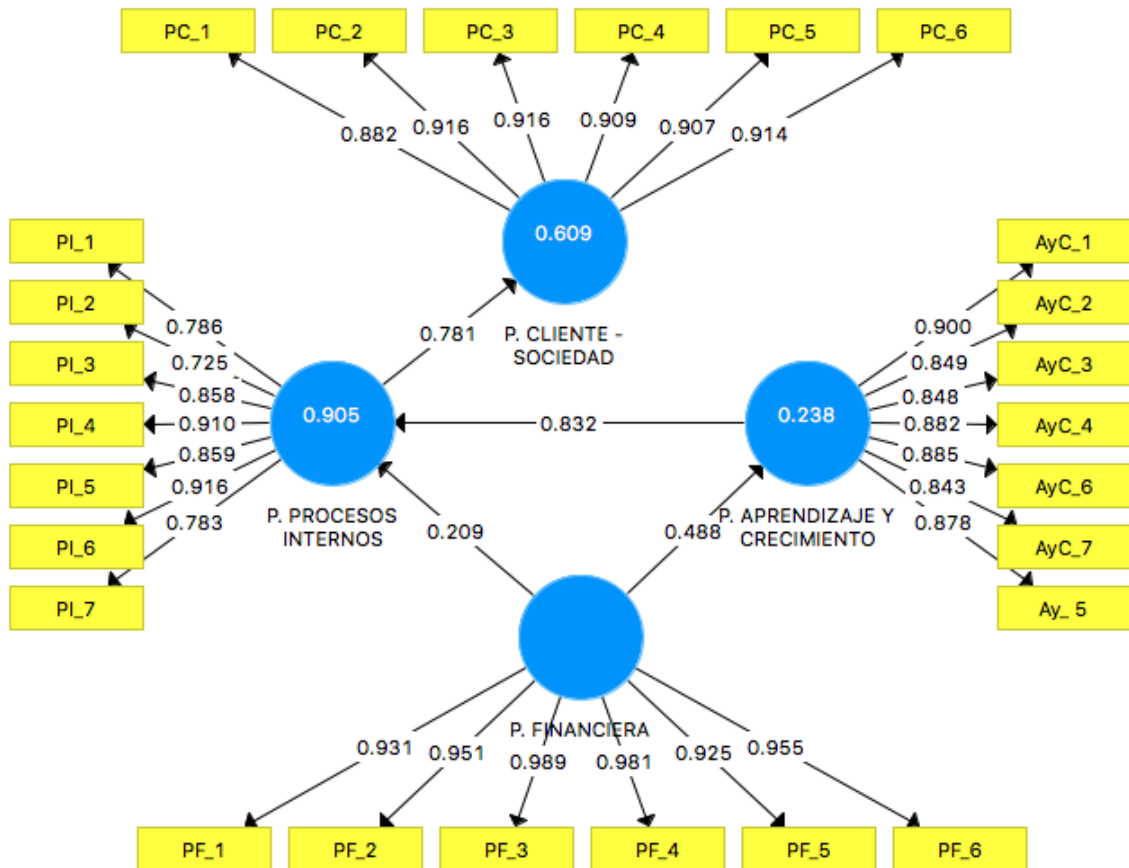 PC_1
PC_2
PC_3
PC_4
PC_5
PC_6
0.882
0.916
0.916
0.909
0.907
0.914
0.609
P. CLIENTE -
SOCIEDAD
PI_1
PI_2
PI_3
PI_4
PI_5
PI_6
PI_7
0.786
0.725
0.858
0.910
0.859
0.916
0.783
0.905
P. PROCESOS
INTERNOS
0.781
0.832
0.209
0.488
0.238
P. APRENDIZAJE Y
CRECIMIENTO
0.900
0.849
0.848
0.882
0.885
0.843
0.878
AyC_1
AyC_2
AyC_3
AyC_4
AyC_6
AyC_7
Ay_ 5
P. FINANCIERA
0.931
0.951
0.989
0.981
0.925
0.955
PF_1
PF_2
PF_3
PF_4
PF_5
PF_6